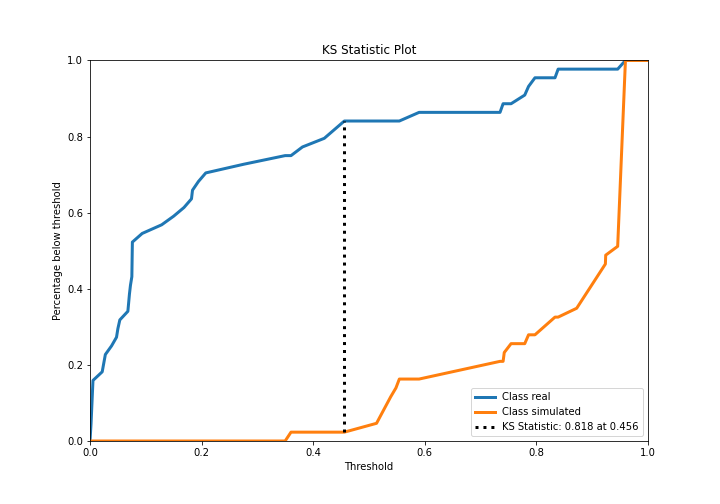 KS Statistic Plot
1.0
0.8
0.6
0.4
0.2
0.0
Percentage below threshold
0.0 0.2 0.4 0.6 0.8 1.0
Threshold
Class real
Class simulated
KS Statistic: 0.818 at 0.456